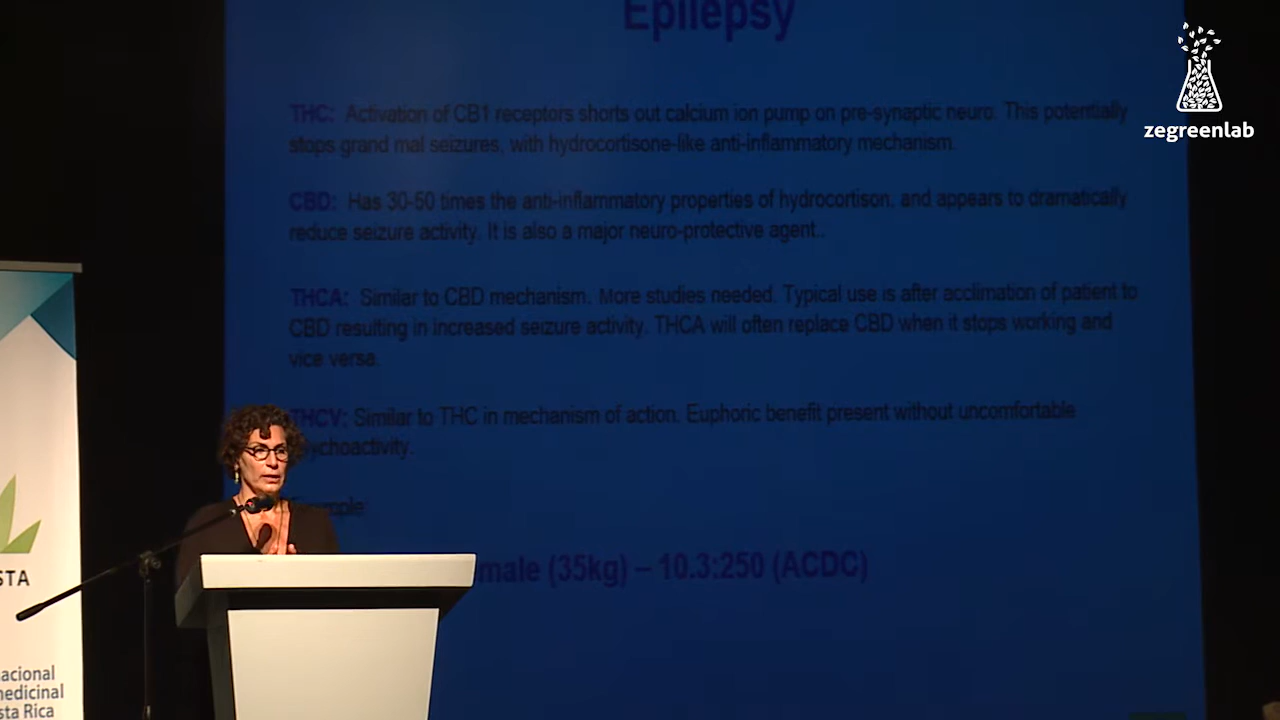 Epilepsy
zegreenlab
THC: Activation of CB1 receptors shorts out calcium ion pump on pre-synaptic neuro. This potentially
stops grand mal seizures, with hydrocortisone-like anti-inflammatory mechanism.
CBD: Has 30-50 times the anti-inflammatory properties of hydrocortison, and appears to dramatically
reduce seizure activity. It is also a major neuro-protective agent..
THCA: Similar to CBD mechanism. More studies needed. Typical use is after acclimation of patient to
CBD resulting in increased seizure activity. THCA will often replace CBD when it stops working and
vice verse.
THCV: Similar to THC in mechanism of action. Euphoric benefit present without uncomfortable
ychoactivity.
male (35kg) – 10.3:250 (ACDC)
STA
acional
medicinal
sta Rica